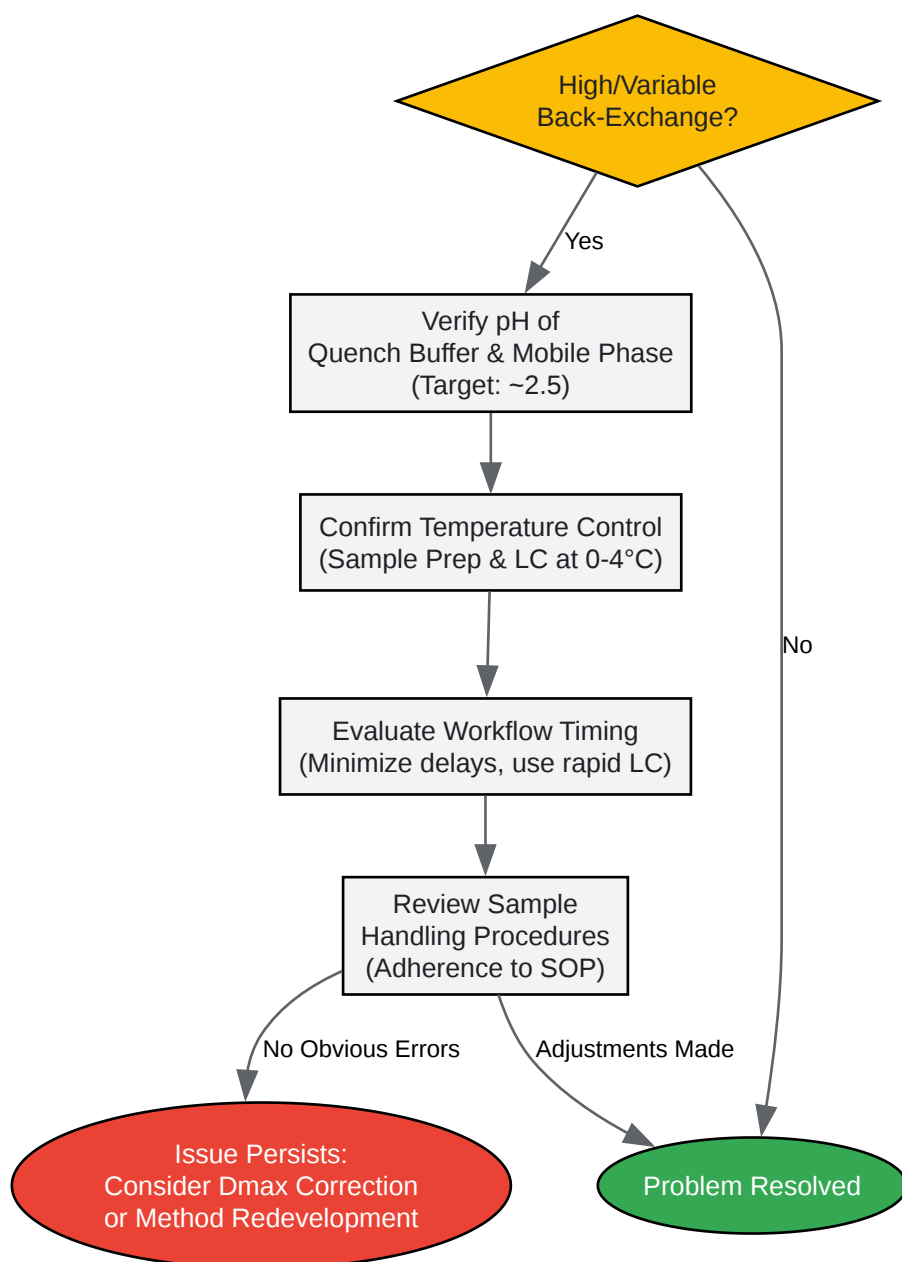 High/Variable
Back-Exchange?
Yes
Verify pH of
Quench Buffer & Mobile Phase
(Target: ~2.5)
Confirm Temperature Control
(Sample Prep & LC at 0-4°C)
No
Evaluate Workflow Timing
(Minimize delays, use rapid LC)
Review Sample
Handling Procedures
(Adherence to SOP)
No Obvious Errors
Adjustments Made
Issue Persists:
Consider Dmax Correction
or Method Redevelopment
Problem Resolved